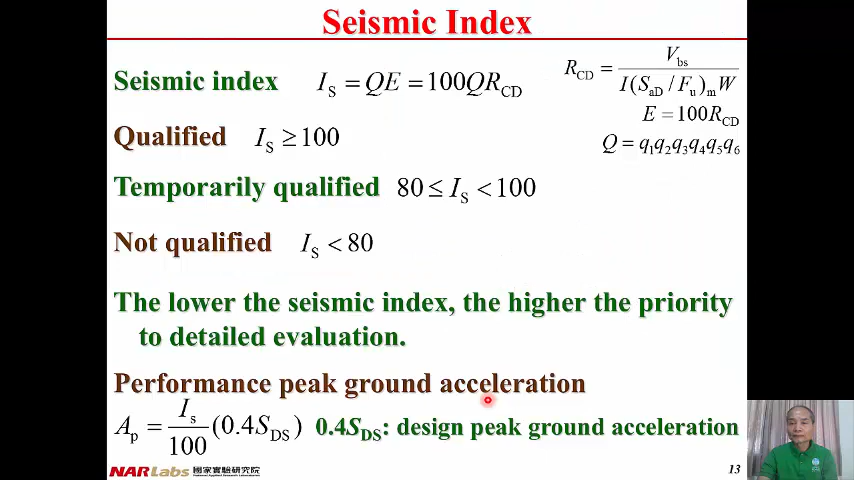 Seismic Index
Seismic index I_S = QE = 100QR_CD
R_CD = V_bs / I(S_aD / F_u)_m W
E = 100R_CD
Q = q_1q_2q_3q_4q_5q_6
Qualified I_S ≥ 100
Temporarily qualified 80 ≤ I_S < 100
Not qualified I_S < 80
The lower the seismic index, the higher the priority
to detailed evaluation.
Performance peak ground acceleration
A_p = I_s / 100 (0.4S_DS) 0.4S_DS: design peak ground acceleration
NARLabs 國家實驗研究院
13